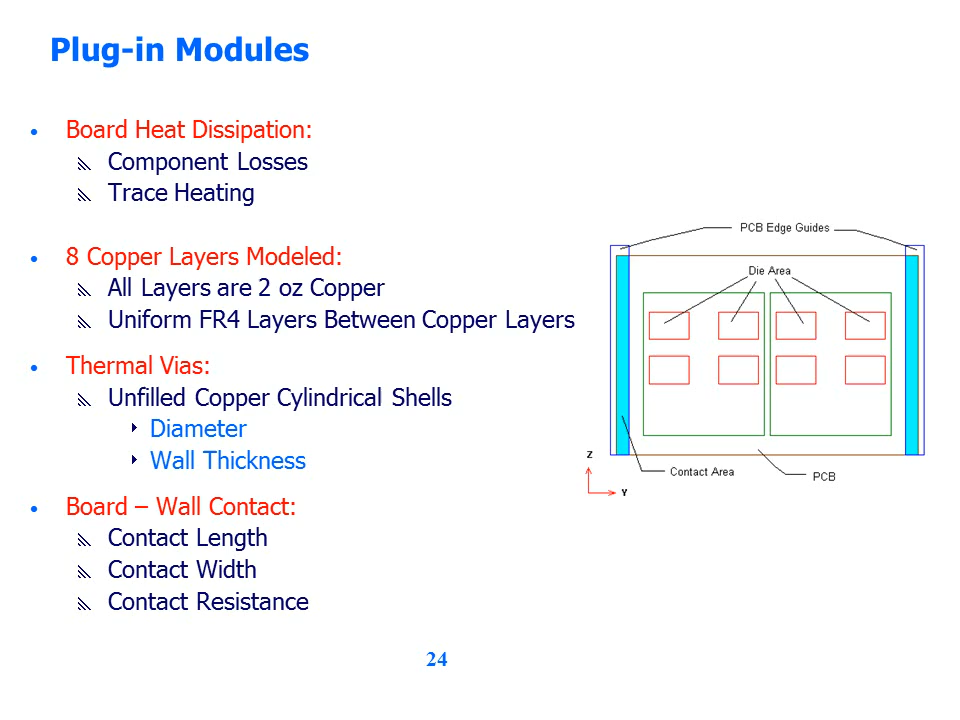 Plug-in Modules
• Board Heat Dissipation:
Component Losses
Trace Heating
• 8 Copper Layers Modeled:
All Layers are 2 oz Copper
Uniform FR4 Layers Between Copper Layers
• Thermal Vias:
Unfilled Copper Cylindrical Shells
Diameter
Wall Thickness
• Board – Wall Contact:
Contact Length
Contact Width
Contact Resistance
PCB Edge Guides
Die Area
Z
Contact Area
PCB
Y
24